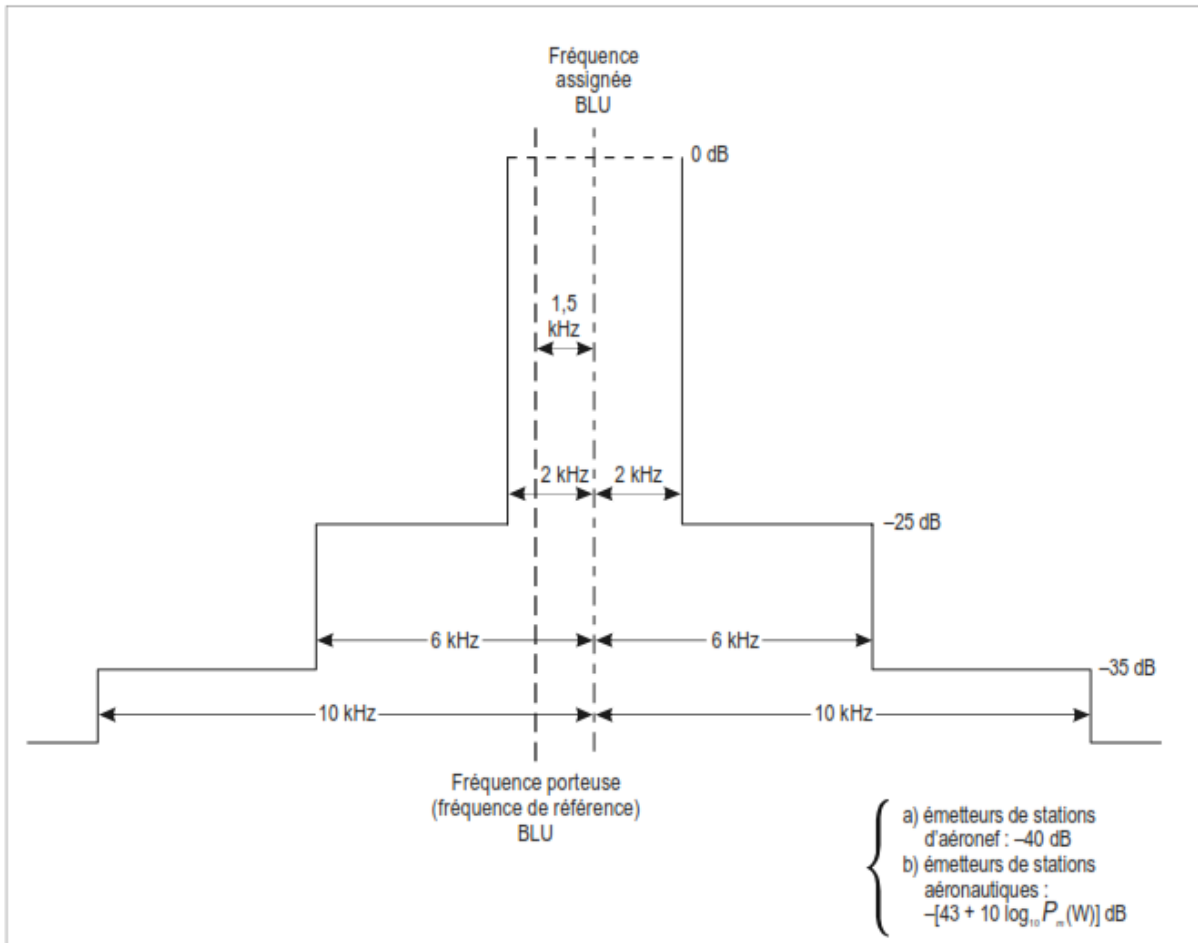 Fréquence
assignée
BLU
0 dB
1,5
kHz
2 kHz
2 kHz
–25 dB
6 kHz
6 kHz
–35 dB
10 kHz
10 kHz
Fréquence porteuse
(fréquence de référence)
BLU
a) émetteurs de stations
d'aéronef : –40 dB
b) émetteurs de stations
aéronautiques :
–[43 + 10 log₁₀ Pₘ(W)] dB